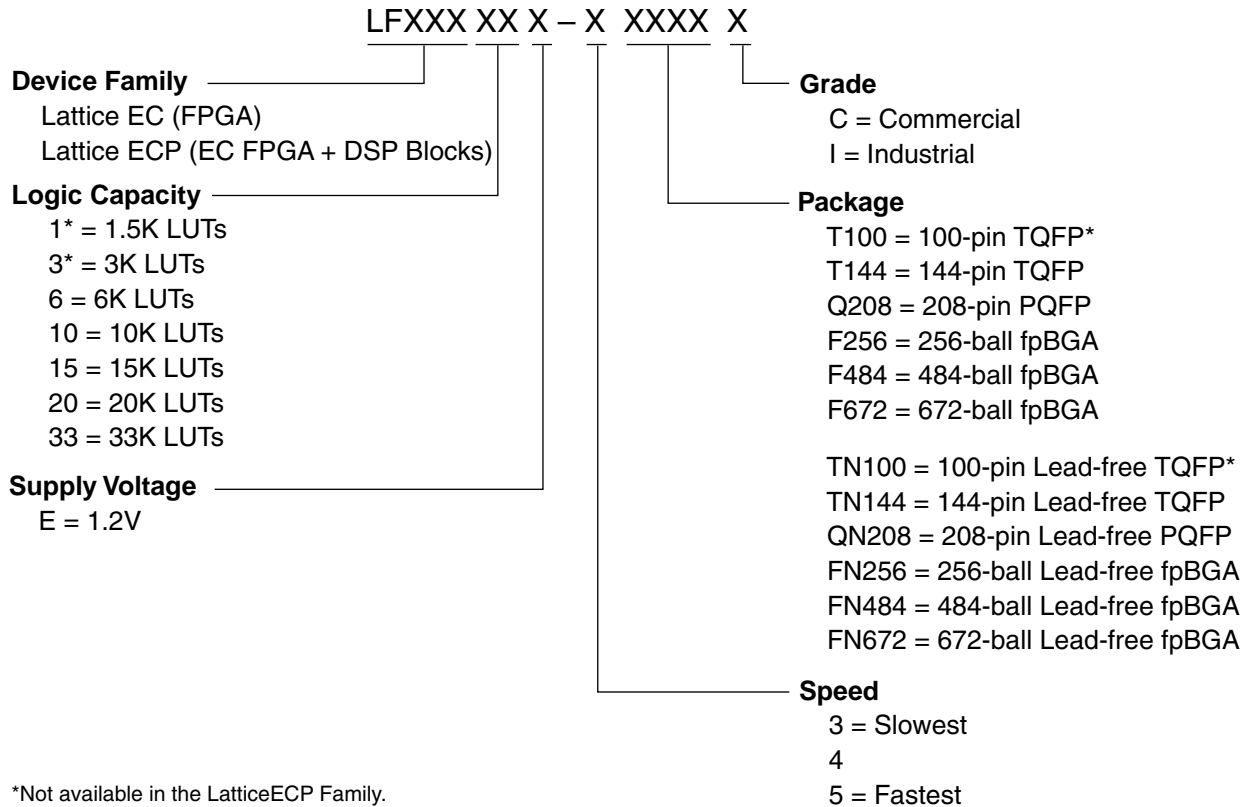 LFXXX XX X – X XXXX X
Device Family
Lattice EC (FPGA)
Lattice ECP (EC FPGA + DSP Blocks)
Logic Capacity
1* = 1.5K LUTs
3* = 3K LUTs
6 = 6K LUTs
10 = 10K LUTs
15 = 15K LUTs
20 = 20K LUTs
33 = 33K LUTs
Supply Voltage
E = 1.2V
Grade
C = Commercial
I = Industrial
Package
T100 = 100-pin TQFP*
T144 = 144-pin TQFP
Q208 = 208-pin PQFP
F256 = 256-ball fpBGA
F484 = 484-ball fpBGA
F672 = 672-ball fpBGA
TN100 = 100-pin Lead-free TQFP*
TN144 = 144-pin Lead-free TQFP
QN208 = 208-pin Lead-free PQFP
FN256 = 256-ball Lead-free fpBGA
FN484 = 484-ball Lead-free fpBGA
FN672 = 672-ball Lead-free fpBGA
Speed
3 = Slowest
4
5 = Fastest
*Not available in the LatticeECP Family.